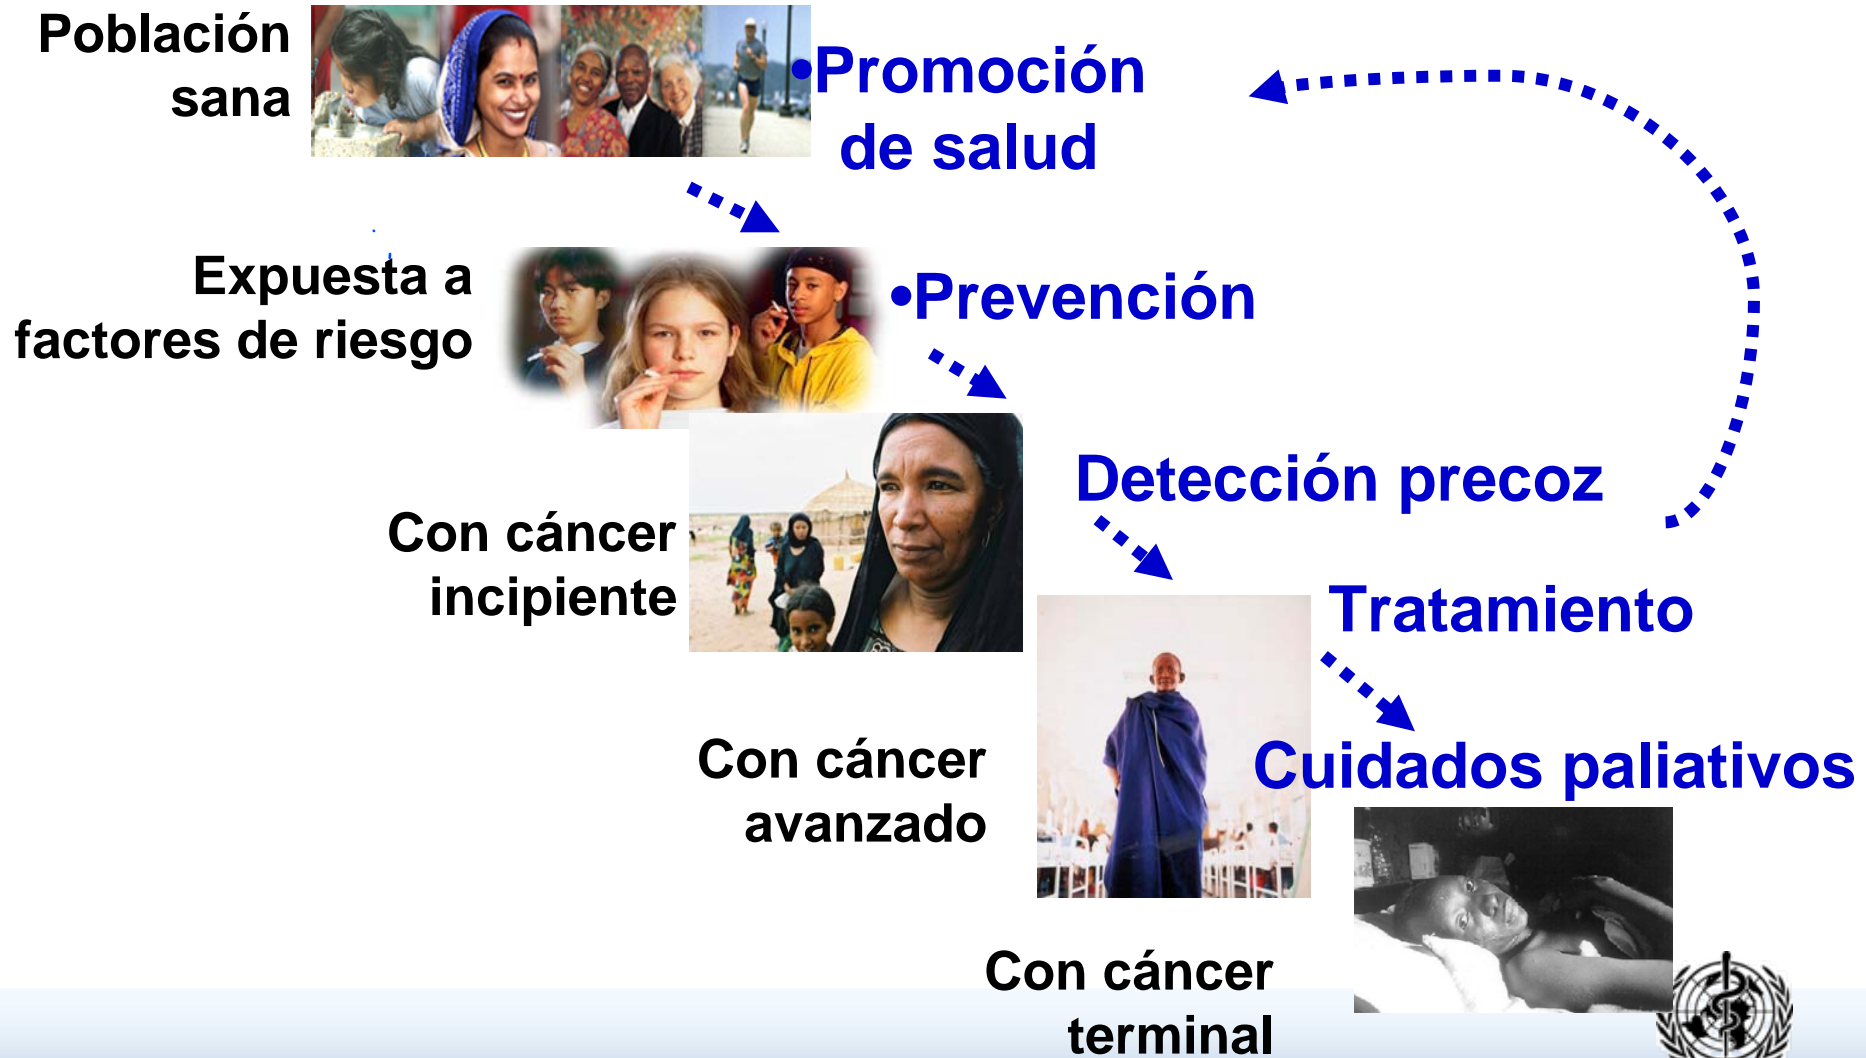 Población
sana
•Promoción
de salud
Expuesta a
factores de riesgo
•Prevención
Con cáncer
incipiente
Detección precoz
Tratamiento
Con cáncer
avanzado
Cuidados paliativos
Con cáncer
terminal